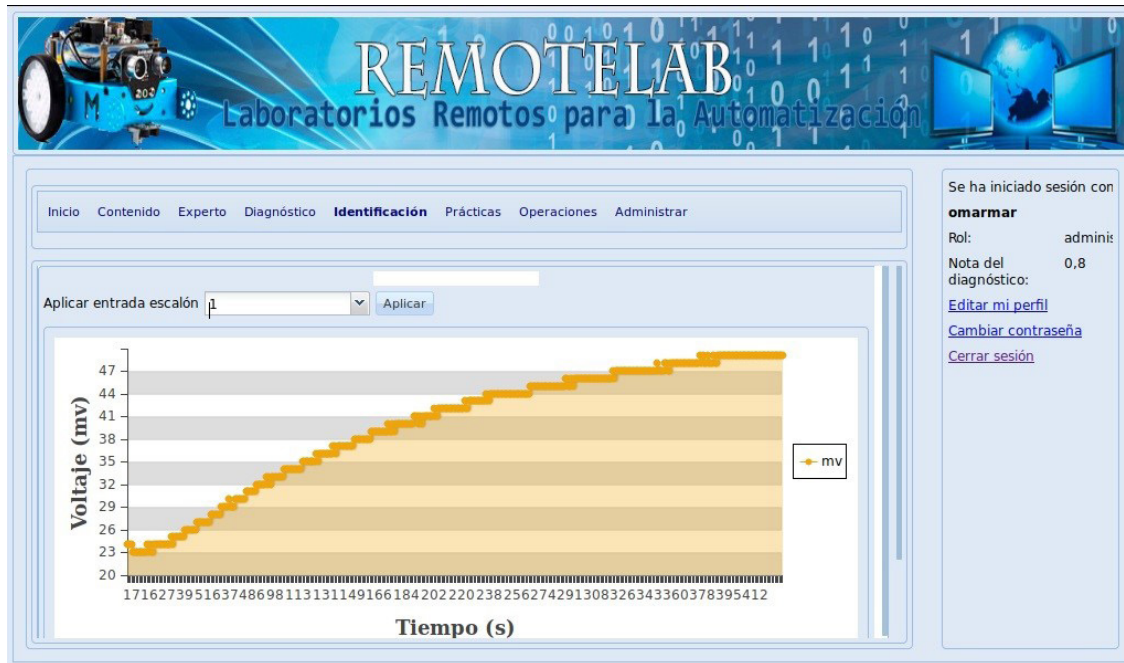 REMOTELAB
Laboratorios Remotos para la Automatización
Inicio Contenido Experto Diagnóstico Identificación Prácticas Operaciones Administrar
Se ha iniciado sesión con
omarmar
Rol: adminis
Nota del diagnóstico: 0,8
Editar mi perfil
Cambiar contraseña
Cerrar sesión
Aplicar entrada escalón 1 Aplicar
Voltaje (mv)
47
44
41
38
35
32
29
26
23
20
171627395163748698113131149166184202220238256274291308326343360378395412
Tiempo (s)
mv